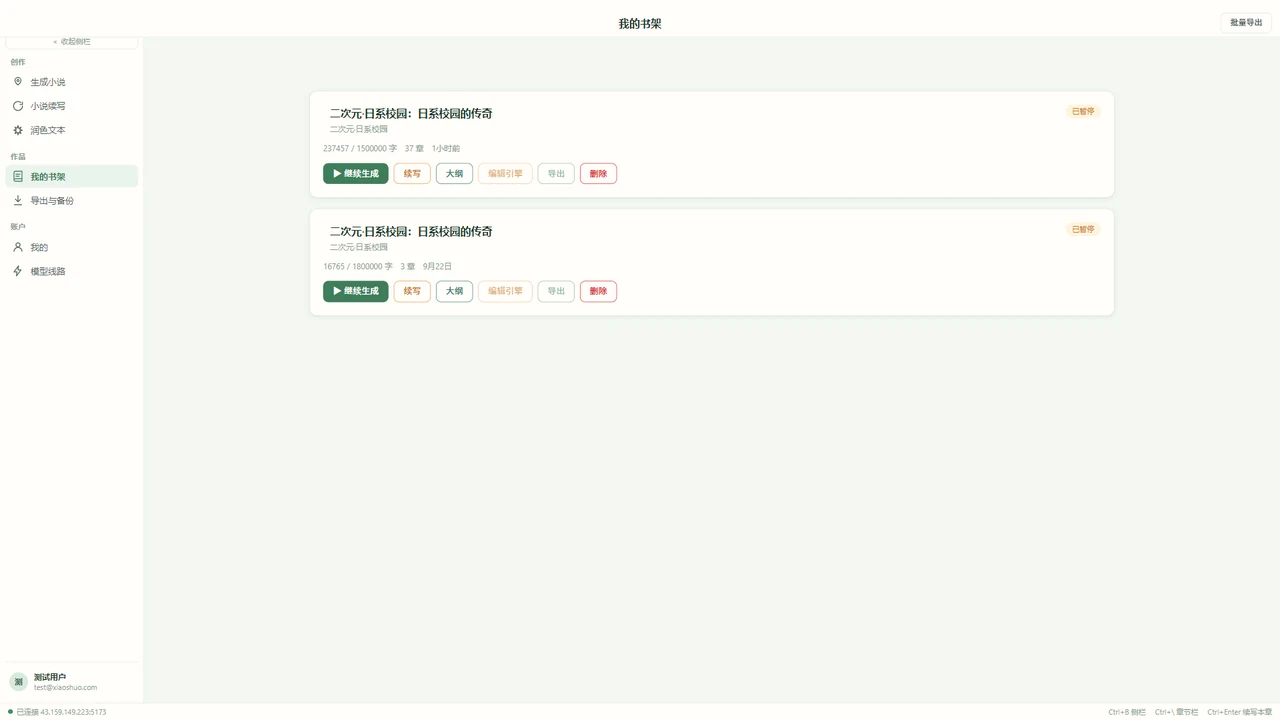 我的书架
批量导出
< 收起侧栏
创作
生成小说
小说续写
润色文本
作品
我的书架
导出与备份
账户
我的
模型线路
二次元·日系校园：日系校园的传奇
已暂停
二次元·日系校园
237457 / 1500000 字 37 章 1小时前
▶ 继续生成 续写 大纲 编辑引擎 导出 删除
二次元·日系校园：日系校园的传奇
已暂停
二次元·日系校园
16765 / 1800000 字 3 章 9月22日
▶ 继续生成 续写 大纲 编辑引擎 导出 删除
测
测试用户
test@xiaoshuo.com
已连接 43.159.149.223:5173
Ctrl+B 侧栏 Ctrl+\ 章节栏 Ctrl+Enter 续写本章